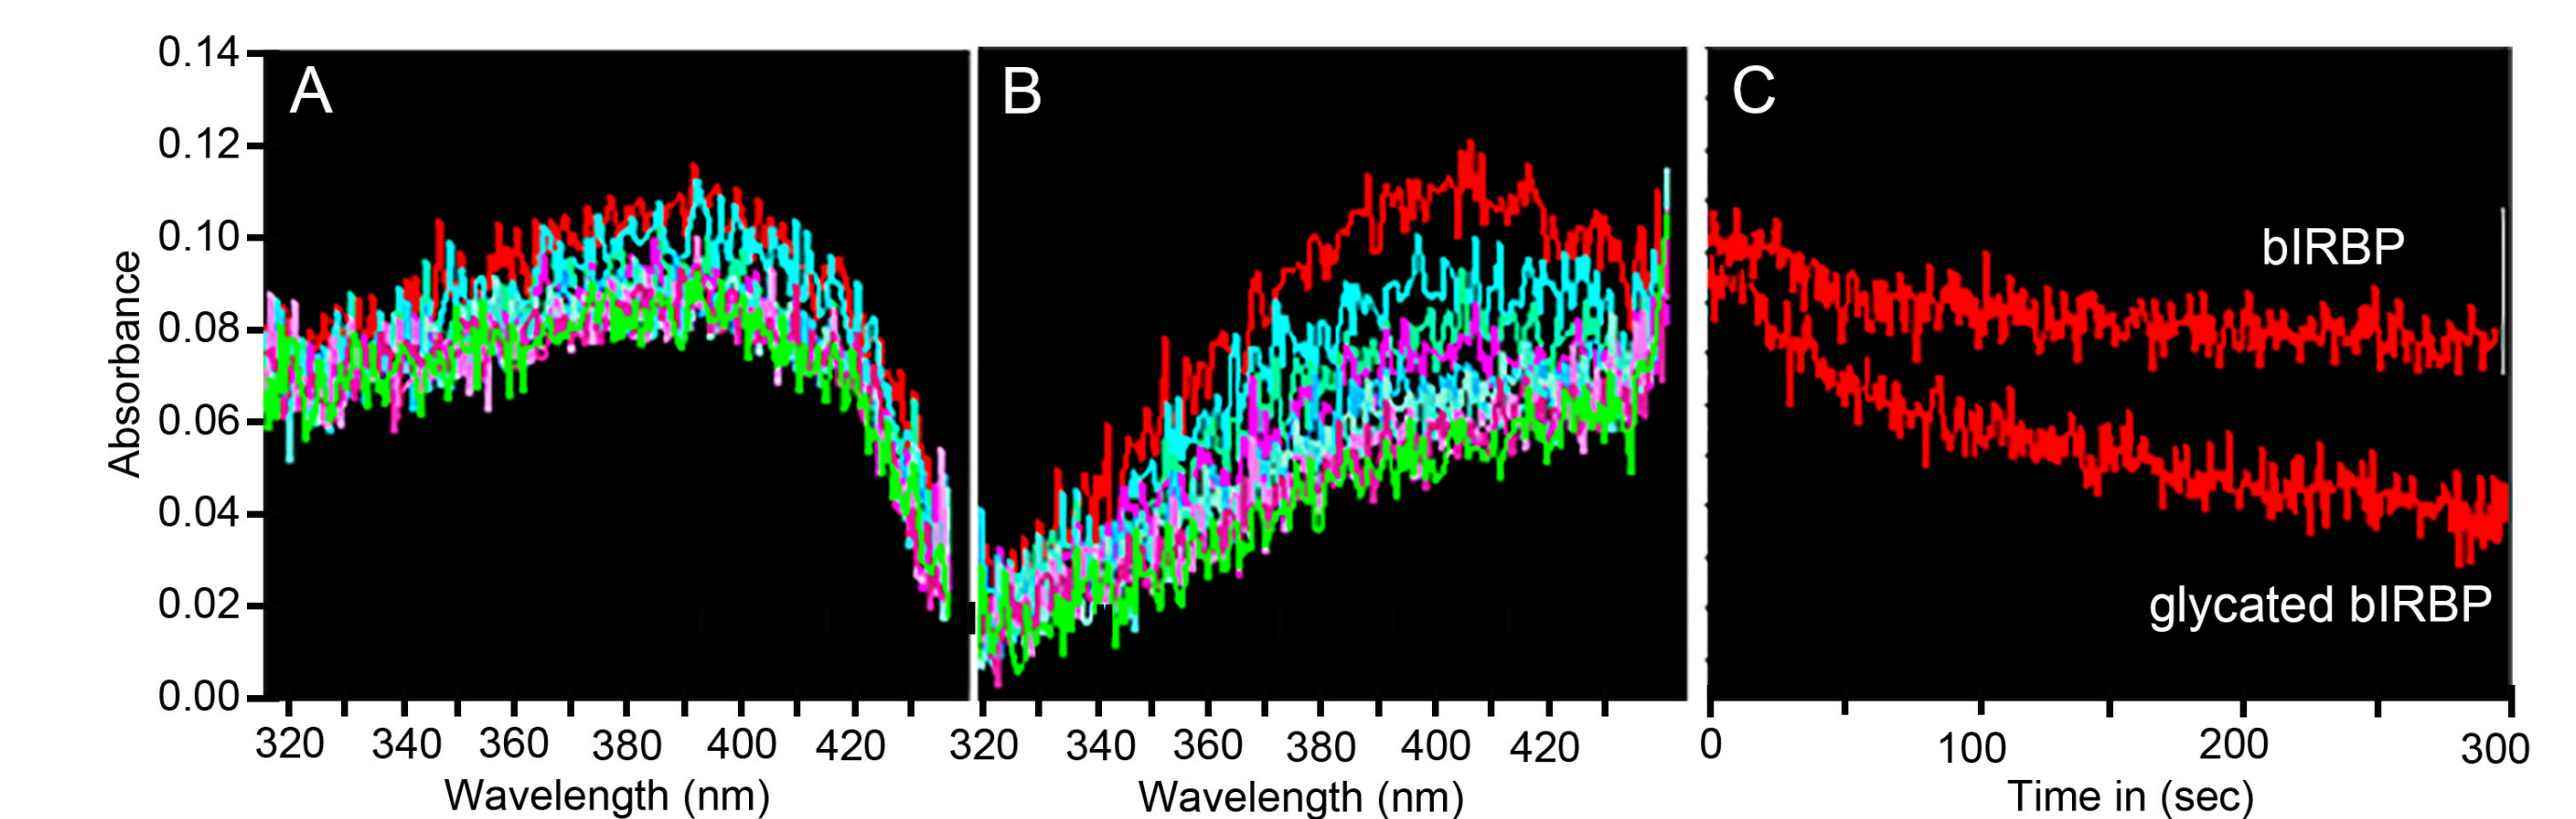 A
B
C
0.14
0.12
0.10
0.08
0.06
0.04
0.02
0.00
Absorbance
bIRBP
glycated bIRBP
320 340 360 380 400 420
320 340 360 380 400 420
0 100 200 300
Wavelength (nm)
Wavelength (nm)
Time in (sec)